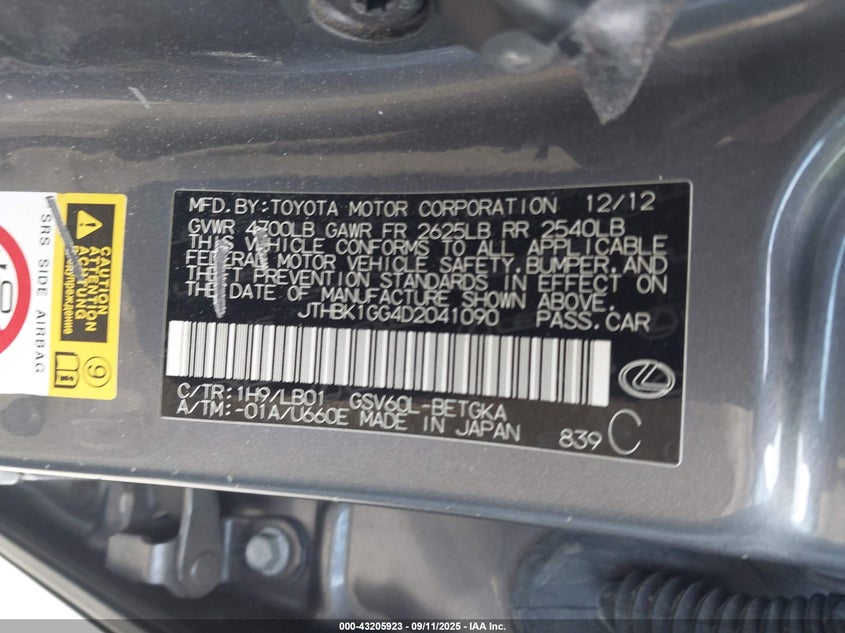 MFD. BY: TOYOTA MOTOR CORPORATION 12/12
GVWR 4700LB GAWR FR 2625LB RR 2540LB
THIS VEHICLE CONFORMS TO ALL APPLICABLE
FEDERAL MOTOR VEHICLE SAFETY, BUMPER, AND
THEFT PREVENTION STANDARDS IN EFFECT ON
THE DATE OF MANUFACTURE SHOWN ABOVE.
JTHBK1GG4D2041090 PASS. CAR
C/TR: 1H9/LB01 GSV60L-BETGKA
A/TM: -01A/U660E MADE IN JAPAN 839 C
SRS SIDE AIRBAG
CAUTION
ATTENTION
ACHTUNG
9
000-43205923 - 09/11/2025 - IAA Inc.